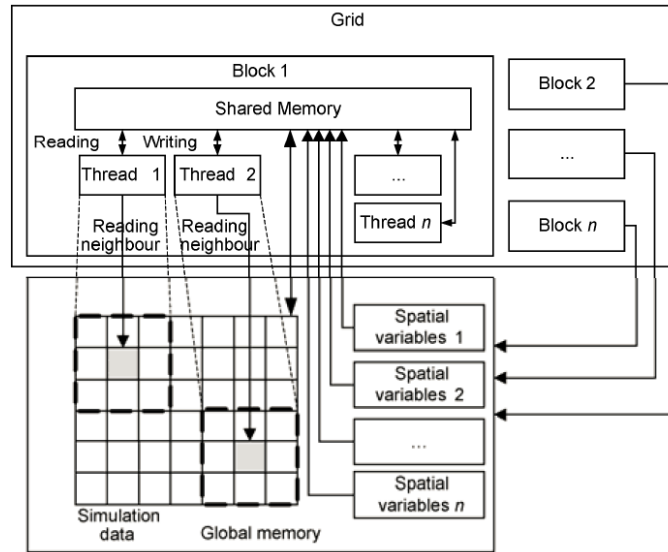 Grid
Block 1
Shared Memory
Reading
Writing
Thread 1
Thread 2
...
Thread n
Reading
neighbour
Reading
neighbour
Block 2
...
Block n
Spatial
variables 1
Spatial
variables 2
...
Spatial
variables n
Simulation
data
Global memory